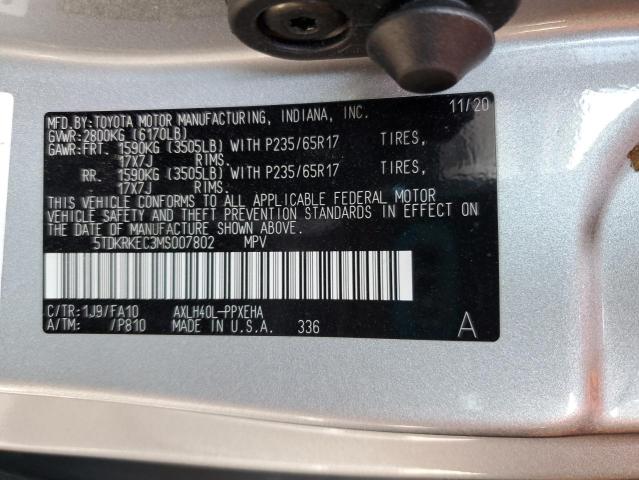 MFD.BY:TOYOTA MOTOR MANUFACTURING, INDIANA, INC. 11/20
GVWR:2800KG (6170LB)
GAWR:FRT. 1590KG (3505LB) WITH P235/65R17 TIRES,
17X7J RIMS.
RR. 1590KG (3505LB) WITH P235/65R17 TIRES,
17X7J RIMS.
THIS VEHICLE CONFORMS TO ALL APPLICABLE FEDERAL MOTOR
VEHICLE SAFETY AND THEFT PREVENTION STANDARDS IN EFFECT ON
THE DATE OF MANUFACTURE SHOWN ABOVE.
5TDKRKEC3MS007802 MPV
C/TR:1J9/FA10 AXLH40L-PPXEHA
A/TM: /P810 MADE IN U.S.A. 336 A